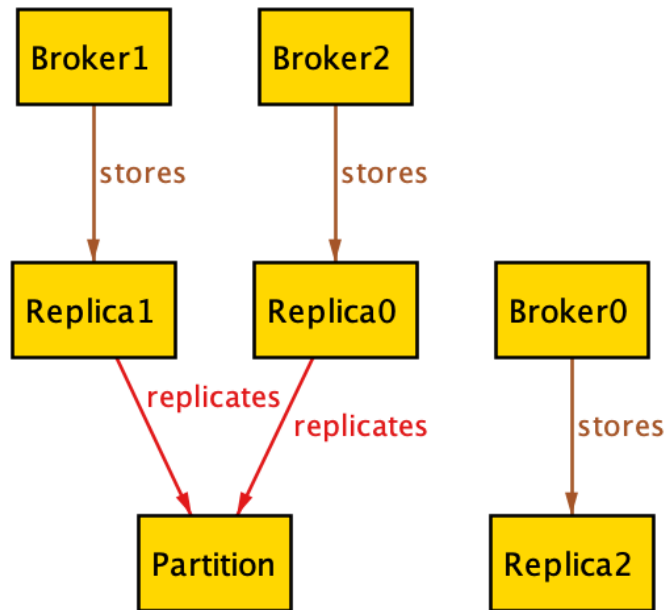 Broker1
Broker2
stores
stores
Replica1
Replica0
Broker0
replicates
replicates
stores
Partition
Replica2